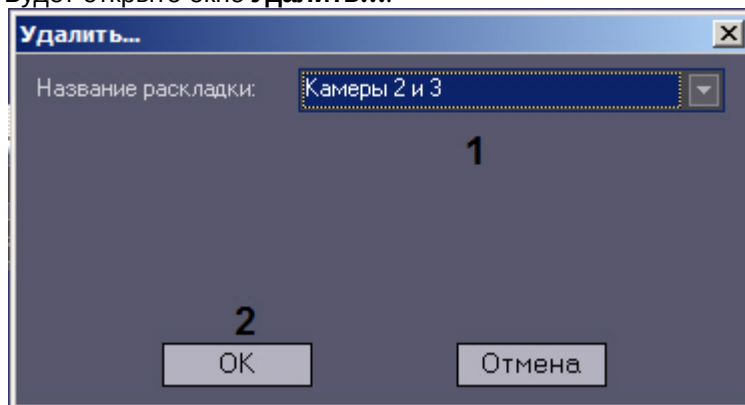 Будет открыто окно Удалить....
Удалить...
Название раскладки: Камеры 2 и 3
1
2
OK Отмена